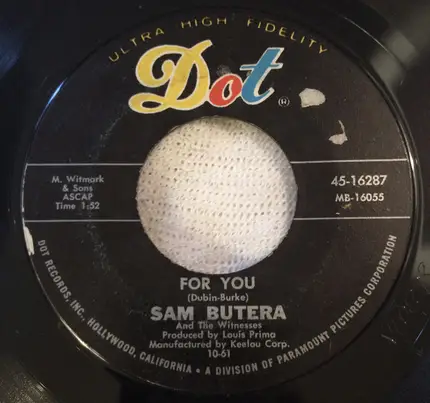 ULTRA HIGH FIDELITY
Dot
M. Witmark
& Sons
ASCAP
Time 1:52
45-16287
MB-16055
FOR YOU
(Dubin-Burke)
SAM BUTERA
And The Witnesses
Produced by Louis Prima
Manufactured by Keelou Corp.
10-61
DOT RECORDS, INC., HOLLYWOOD, CALIFORNIA • A DIVISION OF PARAMOUNT PICTURES CORPORATION